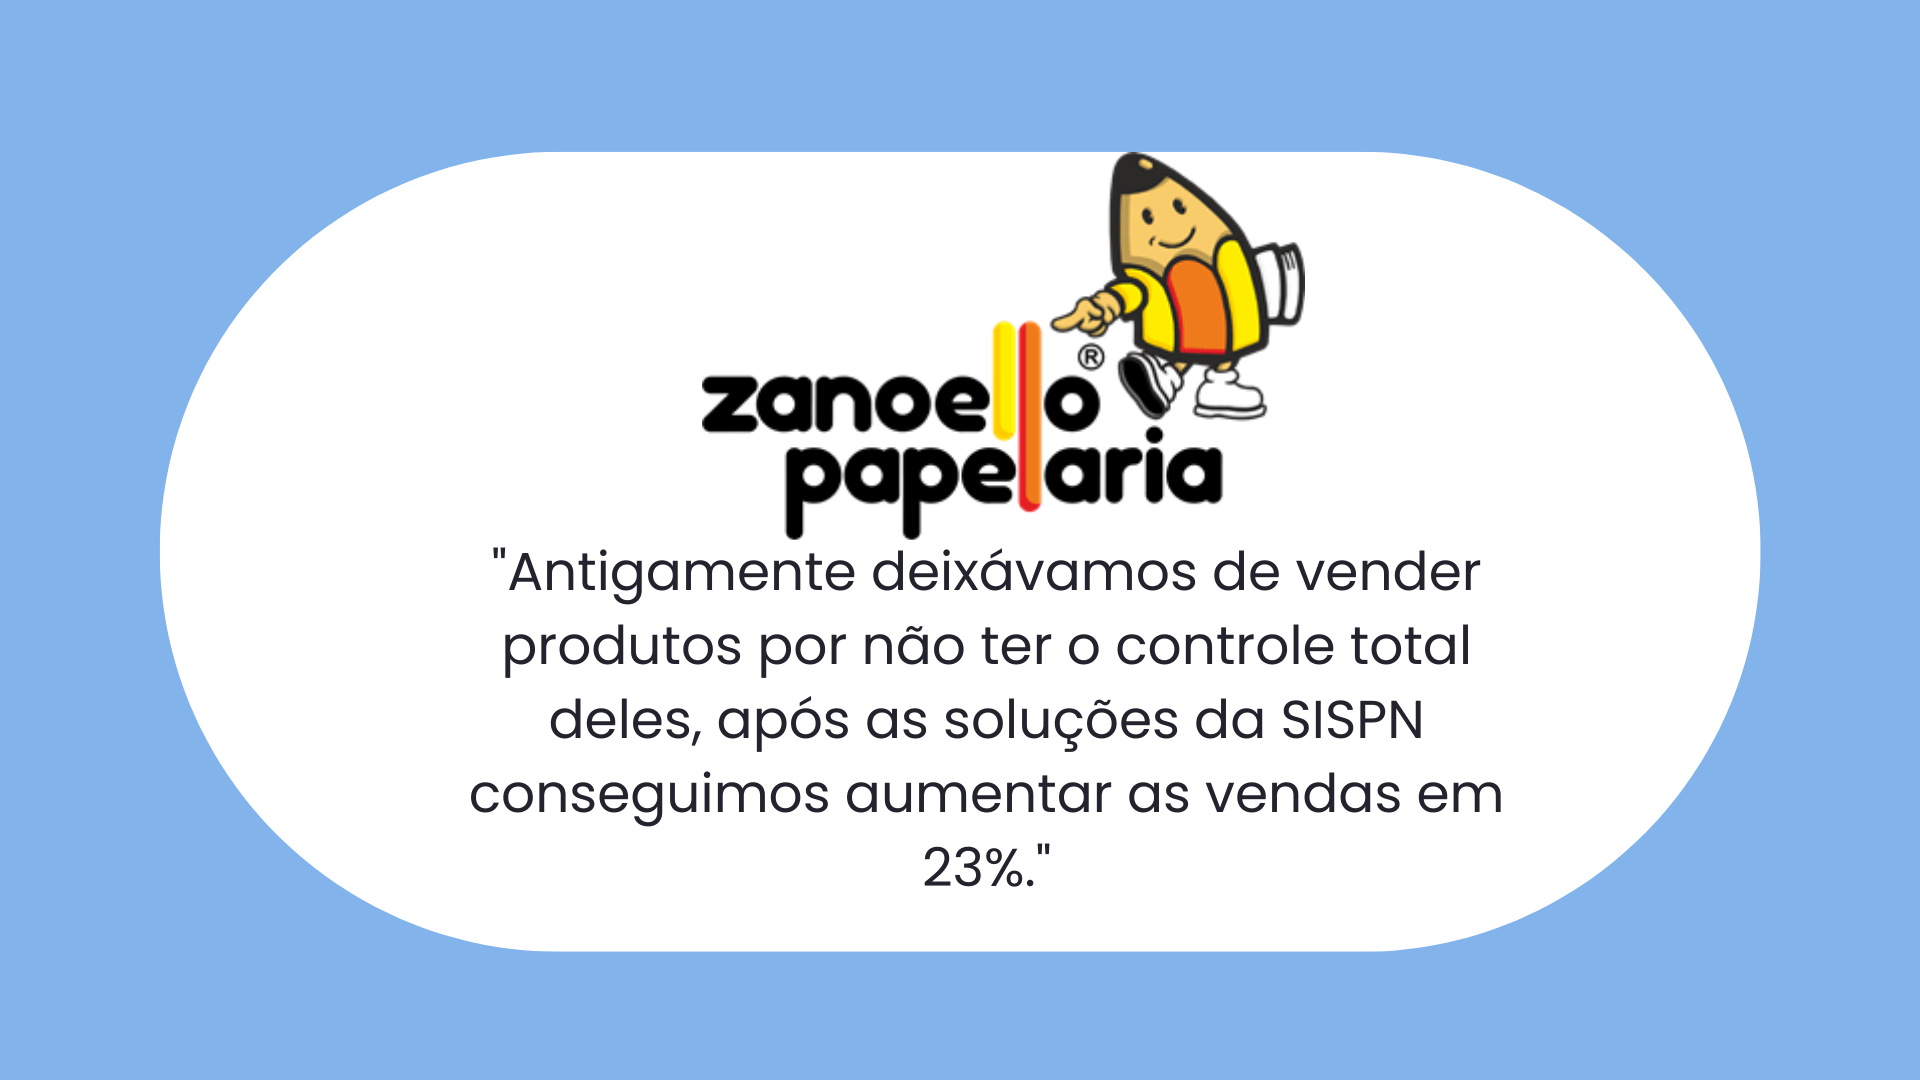 zanoello®
papelaria
"Antigamente deixávamos de vender
produtos por não ter o controle total
deles, após as soluções da SISPN
conseguimos aumentar as vendas em
23%."